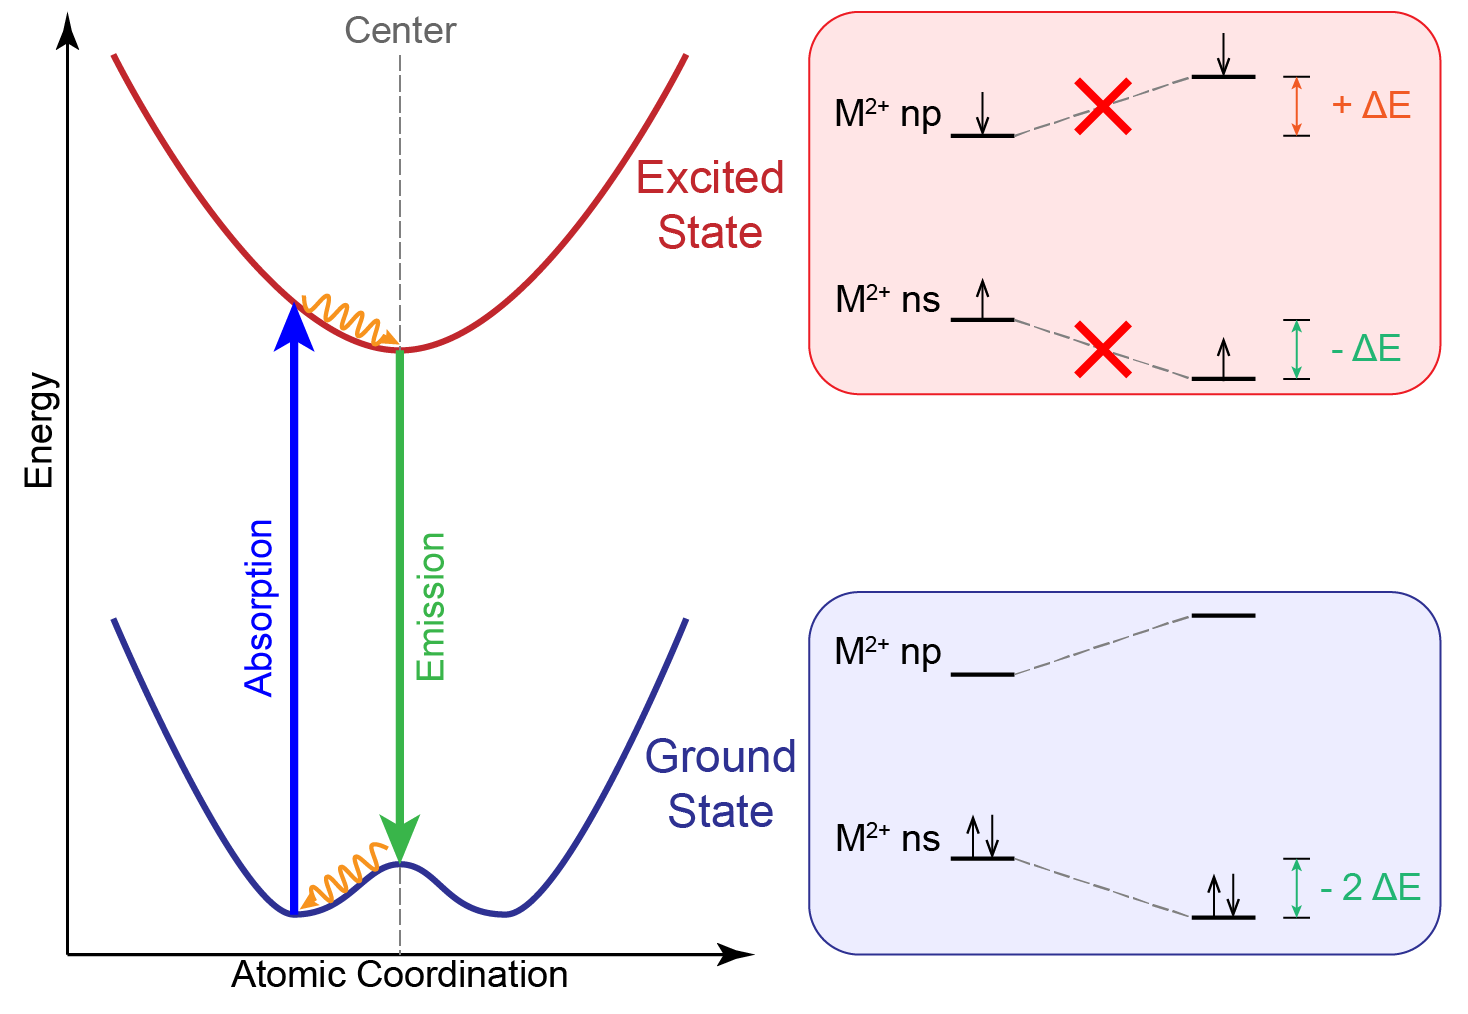 Center
Energy
Absorption
Emission
Excited
State
Ground
State
Atomic Coordination
M²⁺ np
+ ΔE
M²⁺ ns
- ΔE
M²⁺ np
M²⁺ ns
- 2 ΔE